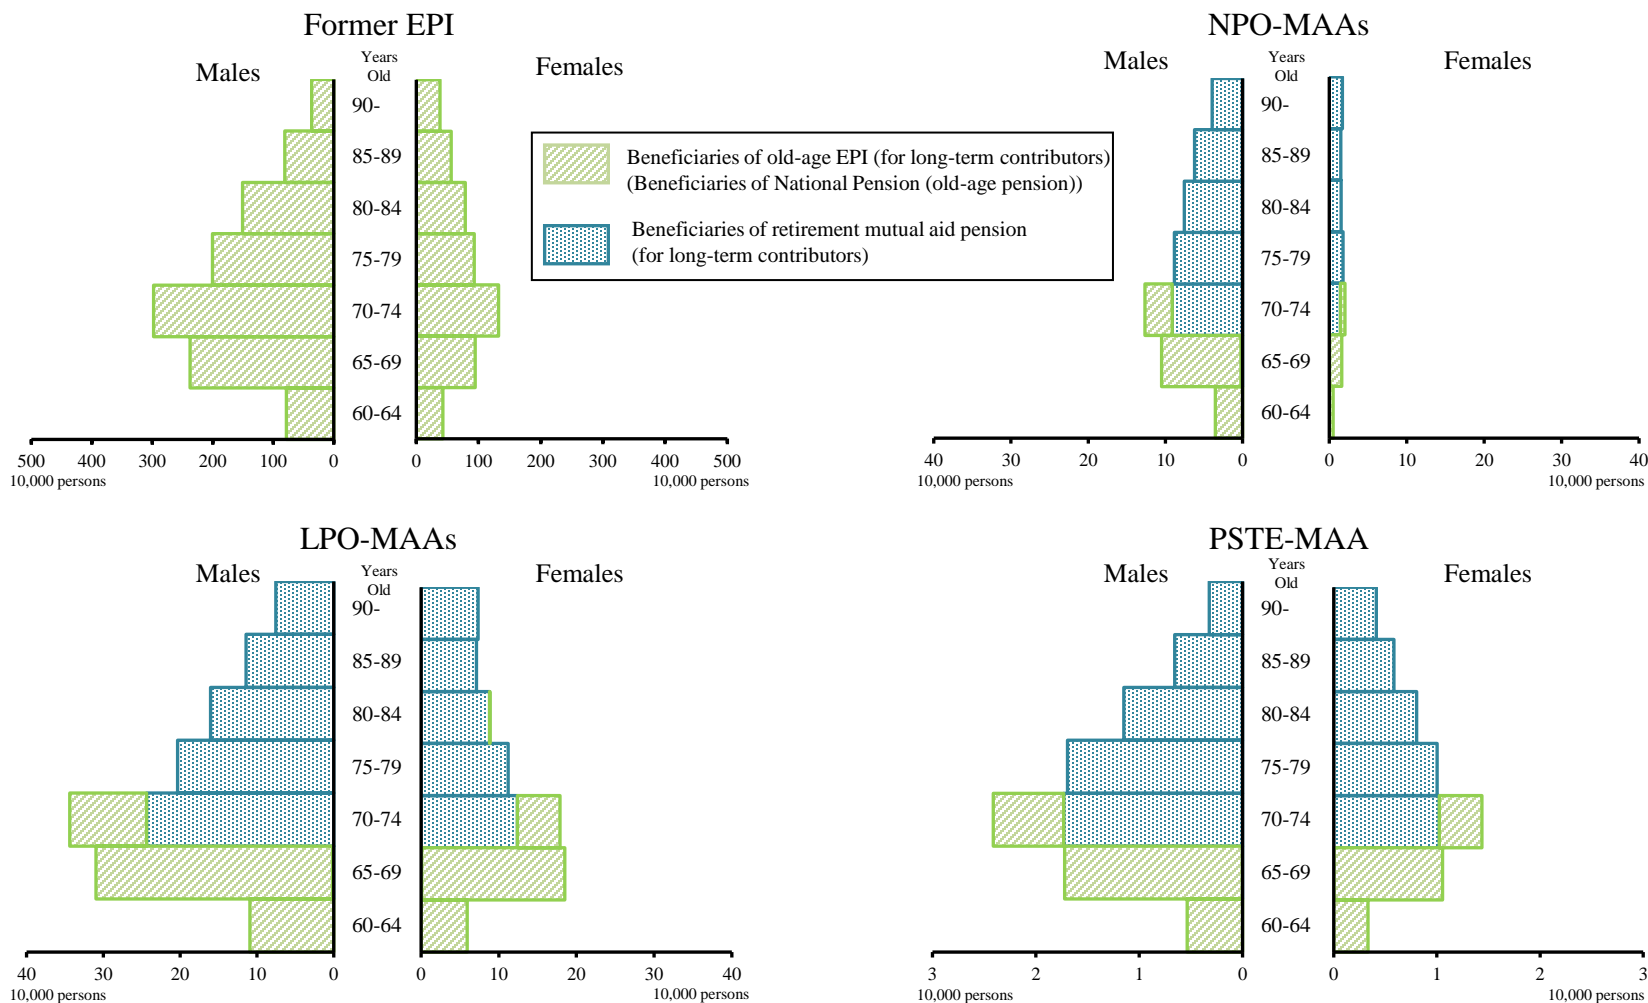 Former EPI
Males
Years
Old
Females
90-
85-89
80-84
75-79
70-74
65-69
60-64
500 400 300 200 100 0
0 100 200 300 400 500
10,000 persons
10,000 persons
Beneficiaries of old-age EPI (for long-term contributors)
(Beneficiaries of National Pension (old-age pension))
Beneficiaries of retirement mutual aid pension
(for long-term contributors)
NPO-MAAs
Males
Years
Old
Females
90-
85-89
80-84
75-79
70-74
65-69
60-64
40 30 20 10 0
0 10 20 30 40
10,000 persons
10,000 persons
LPO-MAAs
Males
Years
Old
Females
90-
85-89
80-84
75-79
70-74
65-69
60-64
40 30 20 10 0
0 10 20 30 40
10,000 persons
10,000 persons
PSTE-MAA
Males
Years
Old
Females
90-
85-89
80-84
75-79
70-74
65-69
60-64
3 2 1 0
0 1 2 3
10,000 persons
10,000 persons